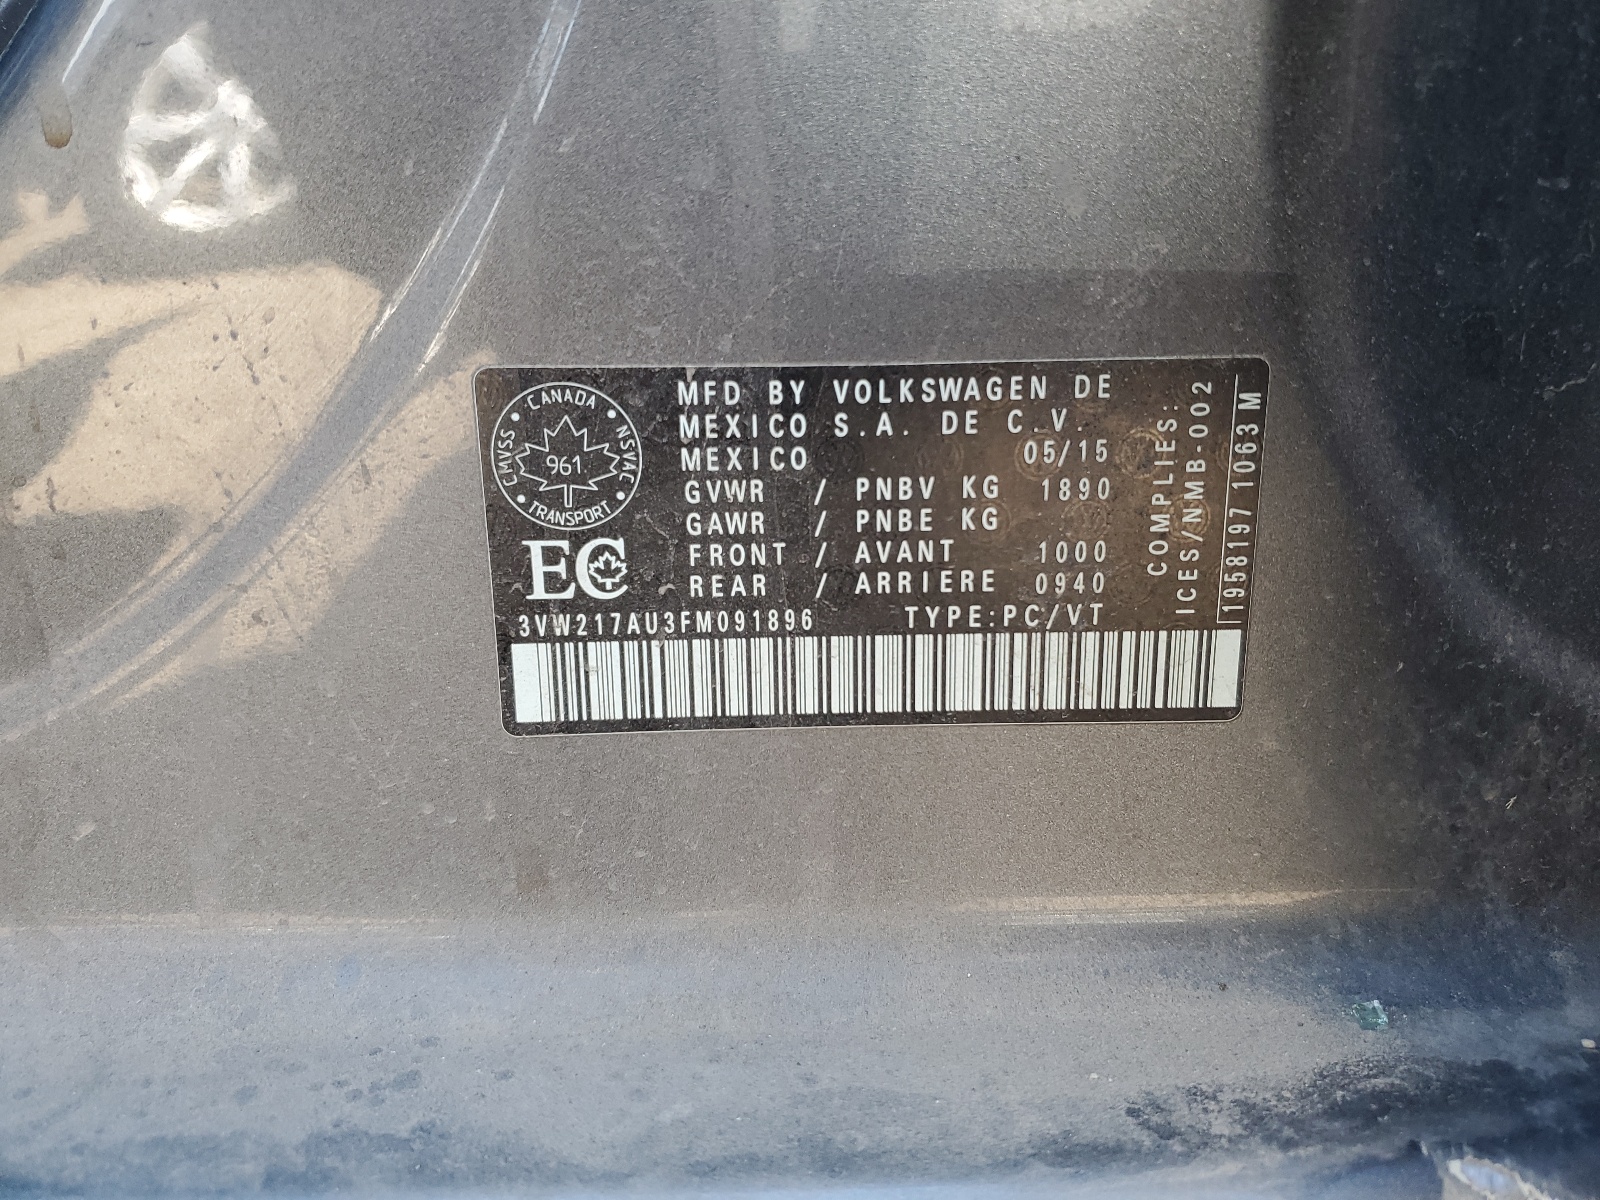 CANADA
CMVSS
NSVAC
961
TRANSPORT
EC
MFD BY VOLKSWAGEN DE
MEXICO S.A. DE C.V.
MEXICO 05/15
GVWR / PNBV KG 1890
GAWR / PNBE KG
FRONT / AVANT 1000
REAR / ARRIERE 0940
3VW217AU3FM091896 TYPE:PC/VT
COMPLIES:
ICES/NMB-002
1958197 1063 M